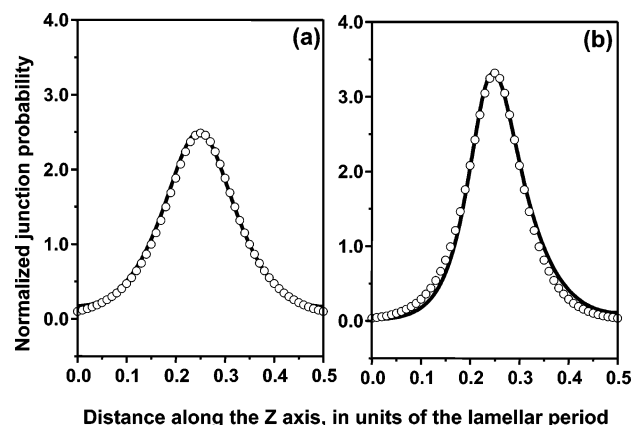 Normalized junction probability
4.0
3.0
2.0
1.0
0.0
(a)
0.0 0.1 0.2 0.3 0.4 0.5
4.0
3.0
2.0
1.0
0.0
(b)
0.0 0.1 0.2 0.3 0.4 0.5
Distance along the Z axis, in units of the lamellar period